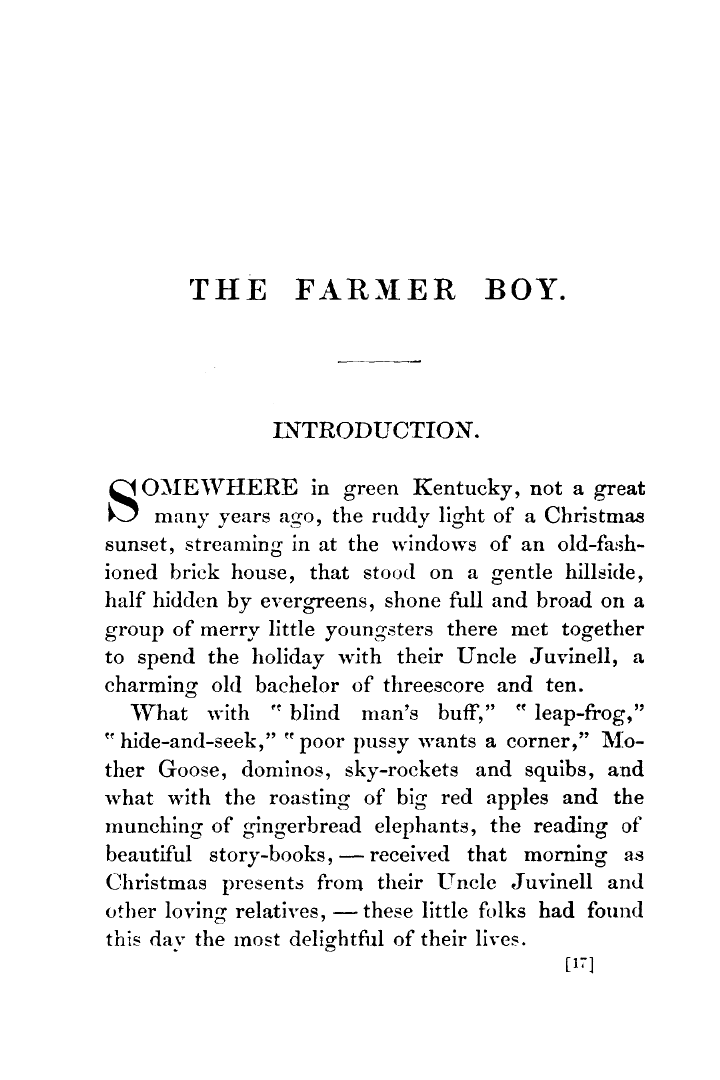 THE FARMER BOY.
INTRODUCTION.
SOMEWHERE in green Kentucky, not a great
many years ago, the ruddy light of a Christmas
sunset, streaming in at the windows of an old-fash-
ioned brick house, that stood on a gentle hillside,
half hidden by evergreens, shone full and broad on a
group of merry little youngsters there met together
to spend the holiday with their Uncle Juvinell, a
charming old bachelor of threescore and ten.
What with "blind man's buff," "leap-frog,"
"hide-and-seek," "poor pussy wants a corner," Mo-
ther Goose, dominos, sky-rockets and squibs, and
what with the roasting of big red apples and the
munching of gingerbread elephants, the reading of
beautiful story-books, — received that morning as
Christmas presents from their Uncle Juvinell and
other loving relatives, — these little folks had found
this day the most delightful of their lives.
[17]